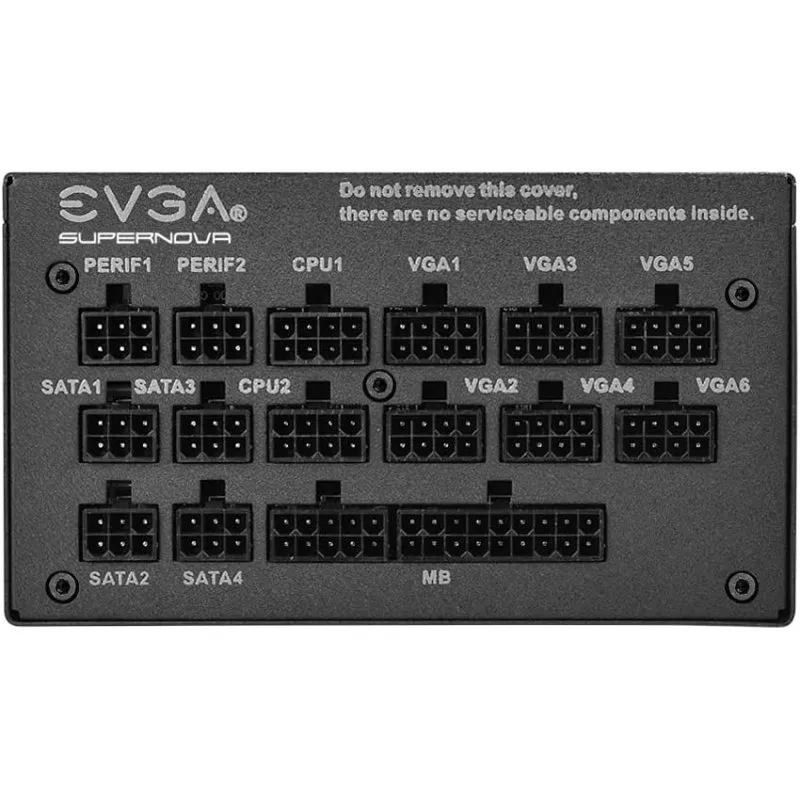 EVGA®
SUPERNOVA
Do not remove this cover,
there are no serviceable components inside.
PERIF1 PERIF2 CPU1 VGA1 VGA3 VGA5
SATA1 SATA3 CPU2 VGA2 VGA4 VGA6
SATA2 SATA4 MB